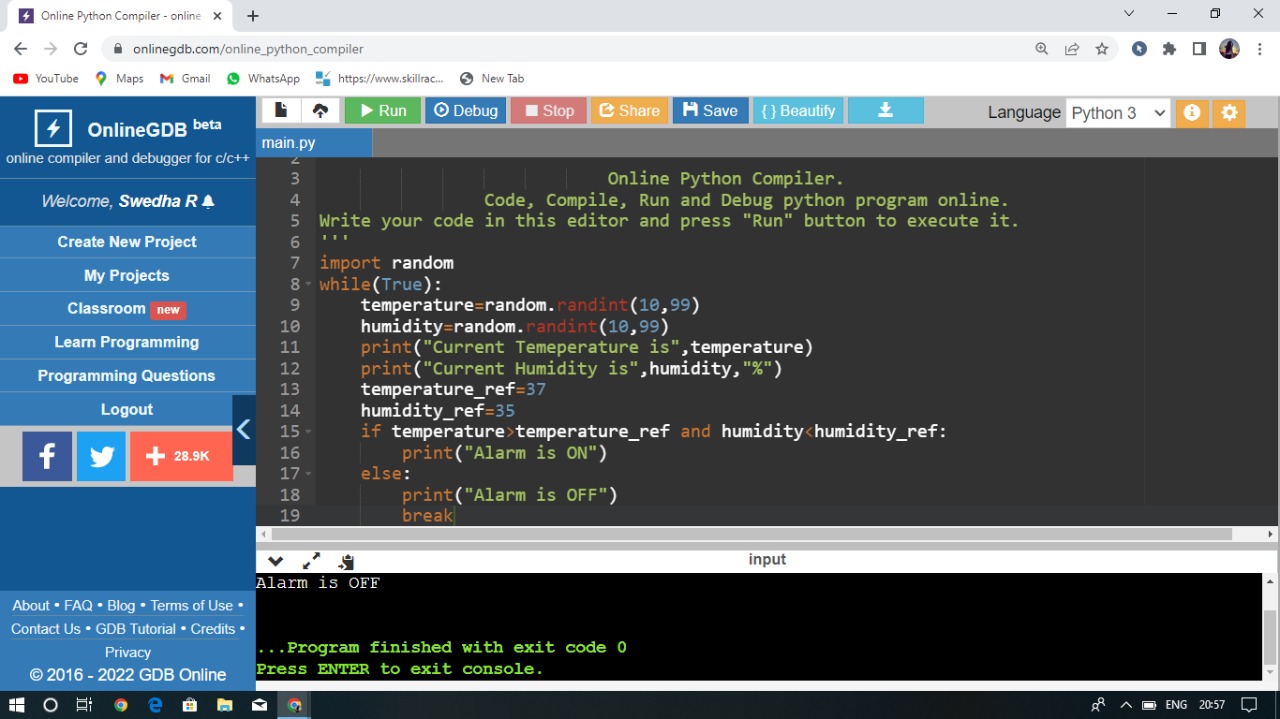 Online Python Compiler - online
onlinegdb.com/online_python_compiler
YouTube Maps Gmail WhatsApp https://www.skillrac... New Tab
OnlineGDB beta
online compiler and debugger for c/c++
Welcome, Swedha R
Create New Project
My Projects
Classroom new
Learn Programming
Programming Questions
Logout
f + 28.9K
About • FAQ • Blog • Terms of Use •
Contact Us • GDB Tutorial • Credits •
Privacy
© 2016 - 2022 GDB Online
Run Debug Stop Share Save { } Beautify Language Python 3
main.py
2
3 Online Python Compiler.
4 Code, Compile, Run and Debug python program online.
5 Write your code in this editor and press "Run" button to execute it.
6 '''
7 import random
8 while(True):
9 temperature=random.randint(10,99)
10 humidity=random.randint(10,99)
11 print("Current Temeperature is",temperature)
12 print("Current Humidity is",humidity,"%")
13 temperature_ref=37
14 humidity_ref=35
15 if temperature>temperature_ref and humidity<humidity_ref:
16 print("Alarm is ON")
17 else:
18 print("Alarm is OFF")
19 break
input
Alarm is OFF
...Program finished with exit code 0
Press ENTER to exit console.
ENG 20:57